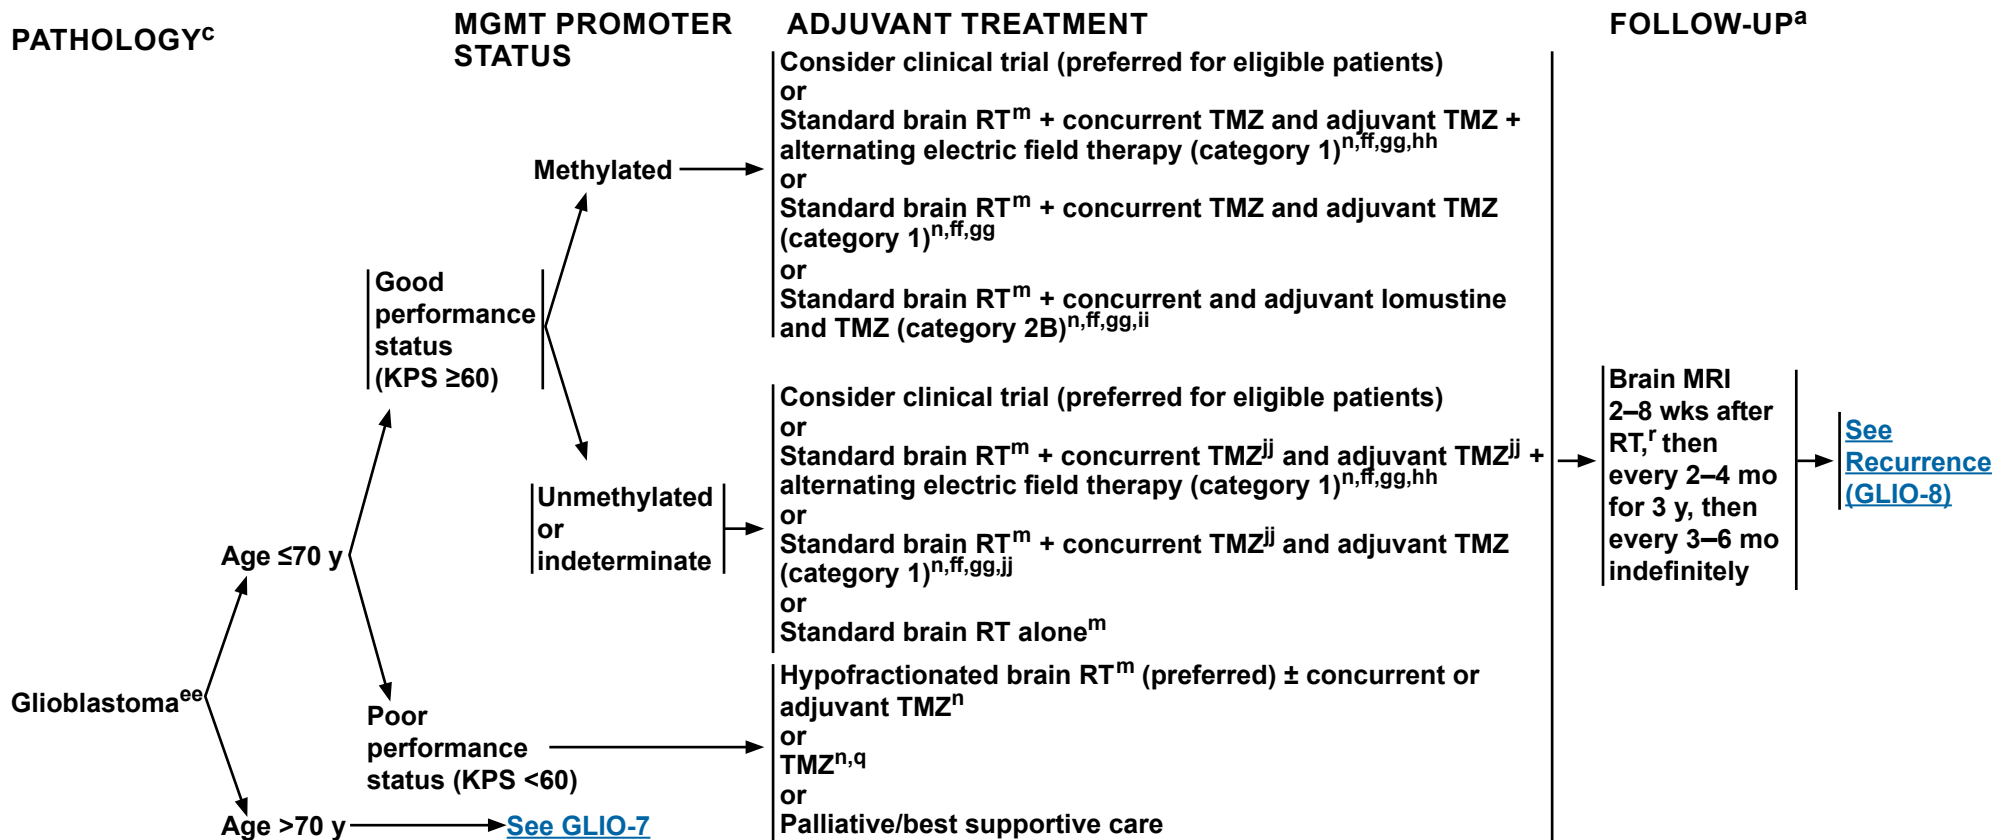 PATHOLOGYc
MGMT PROMOTER
STATUS
ADJUVANT TREATMENT
FOLLOW-UPa
Glioblastomaee
Age ≤70 y
Age >70 y
See GLIO-7
Good
performance
status
(KPS ≥60)
Poor
performance
status (KPS <60)
Methylated
Unmethylated
or
indeterminate
Consider clinical trial (preferred for eligible patients)
or
Standard brain RTm + concurrent TMZ and adjuvant TMZ +
alternating electric field therapy (category 1)n,ff,gg,hh
or
Standard brain RTm + concurrent TMZ and adjuvant TMZ
(category 1)n,ff,gg
or
Standard brain RTm + concurrent and adjuvant lomustine
and TMZ (category 2B)n,ff,gg,ii
Consider clinical trial (preferred for eligible patients)
or
Standard brain RTm + concurrent TMZjj and adjuvant TMZjj +
alternating electric field therapy (category 1)n,ff,gg,hh
or
Standard brain RTm + concurrent TMZjj and adjuvant TMZ
(category 1)n,ff,gg,jj
or
Standard brain RT alonem
Hypofractionated brain RTm (preferred) ± concurrent or
adjuvant TMZn
or
TMZn,q
or
Palliative/best supportive care
Brain MRI
2–8 wks after
RT,r then
every 2–4 mo
for 3 y, then
every 3–6 mo
indefinitely
See
Recurrence
(GLIO-8)